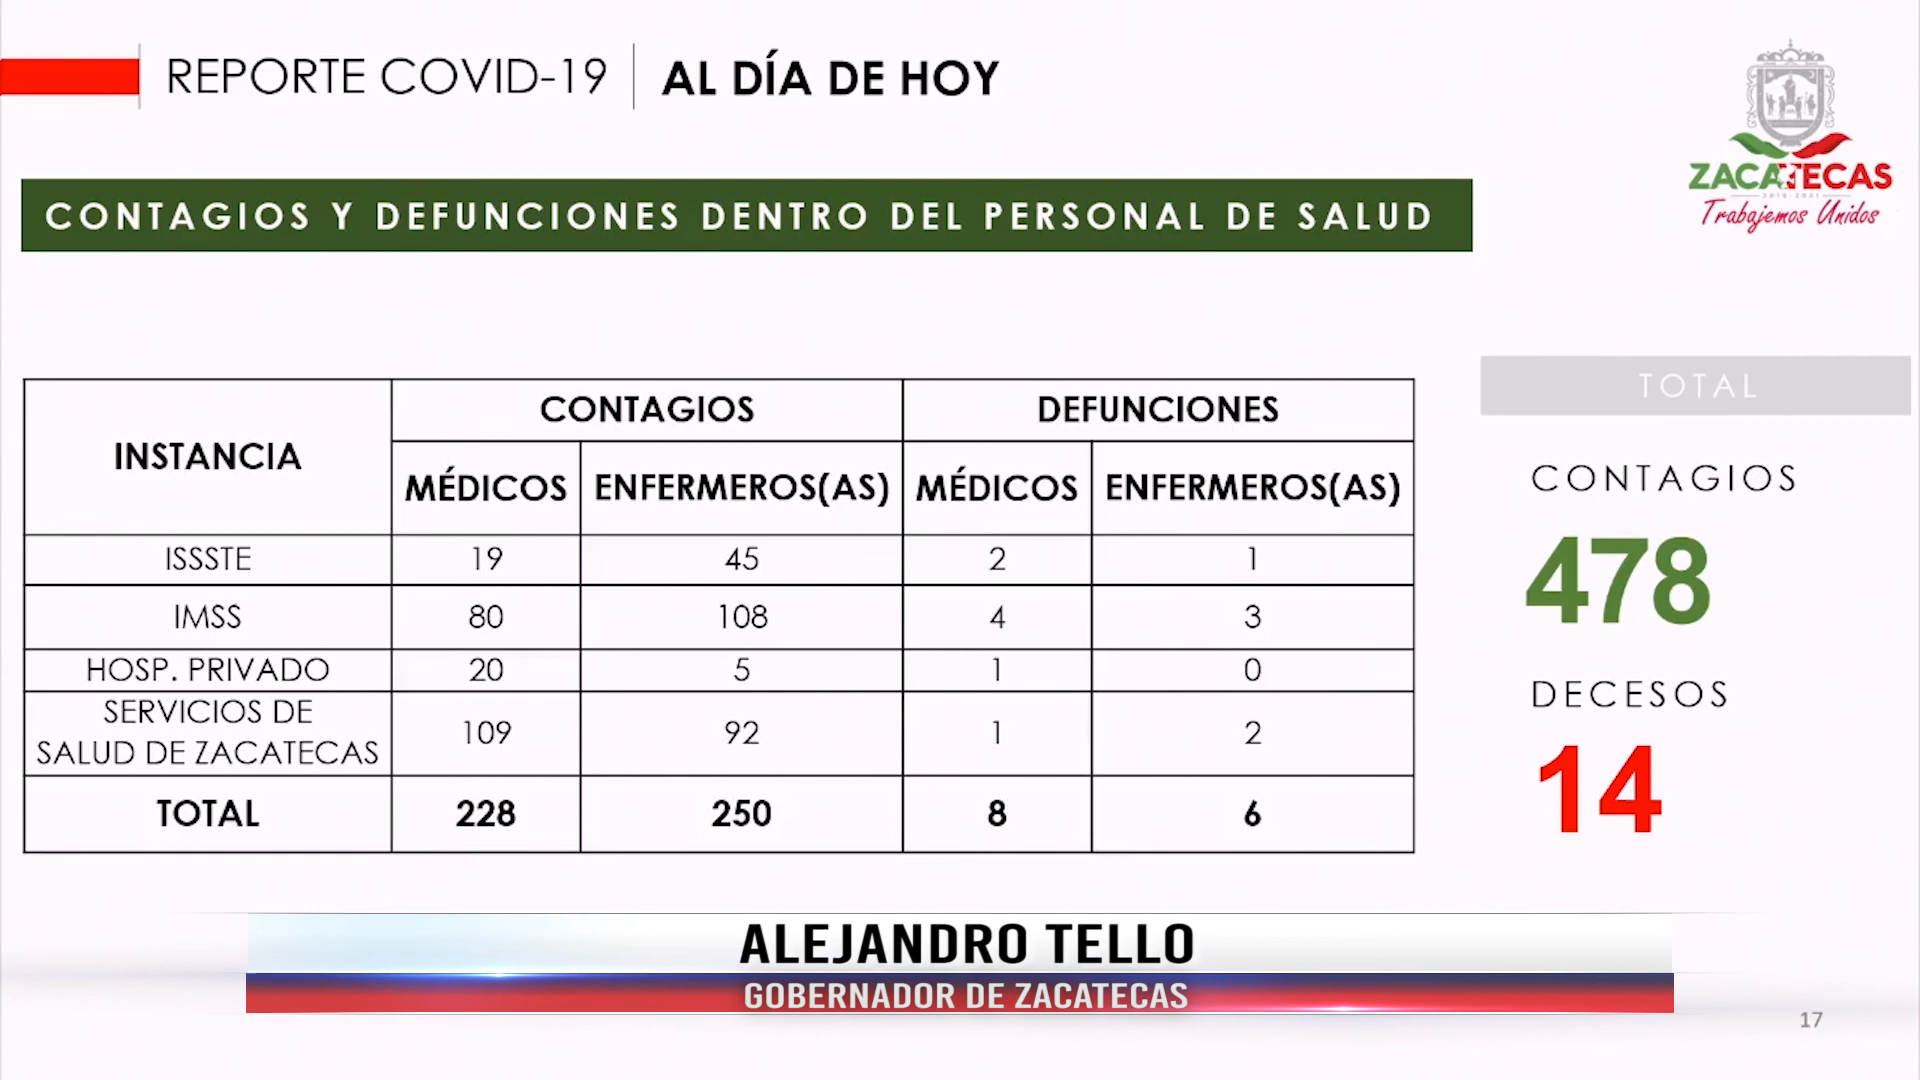 REPORTE COVID-19 AL DÍA DE HOY
ZACATECAS
Trabajemos Unidos
CONTAGIOS Y DEFUNCIONES DENTRO DEL PERSONAL DE SALUD
INSTANCIA CONTAGIOS DEFUNCIONES
MÉDICOS ENFERMEROS(AS) MÉDICOS ENFERMEROS(AS)
ISSSTE 19 45 2 1
IMSS 80 108 4 3
HOSP. PRIVADO 20 5 1 0
SERVICIOS DE
SALUD DE ZACATECAS 109 92 1 2
TOTAL 228 250 8 6
TOTAL
CONTAGIOS
478
DECESOS
14
ALEJANDRO TELLO
GOBERNADOR DE ZACATECAS
17